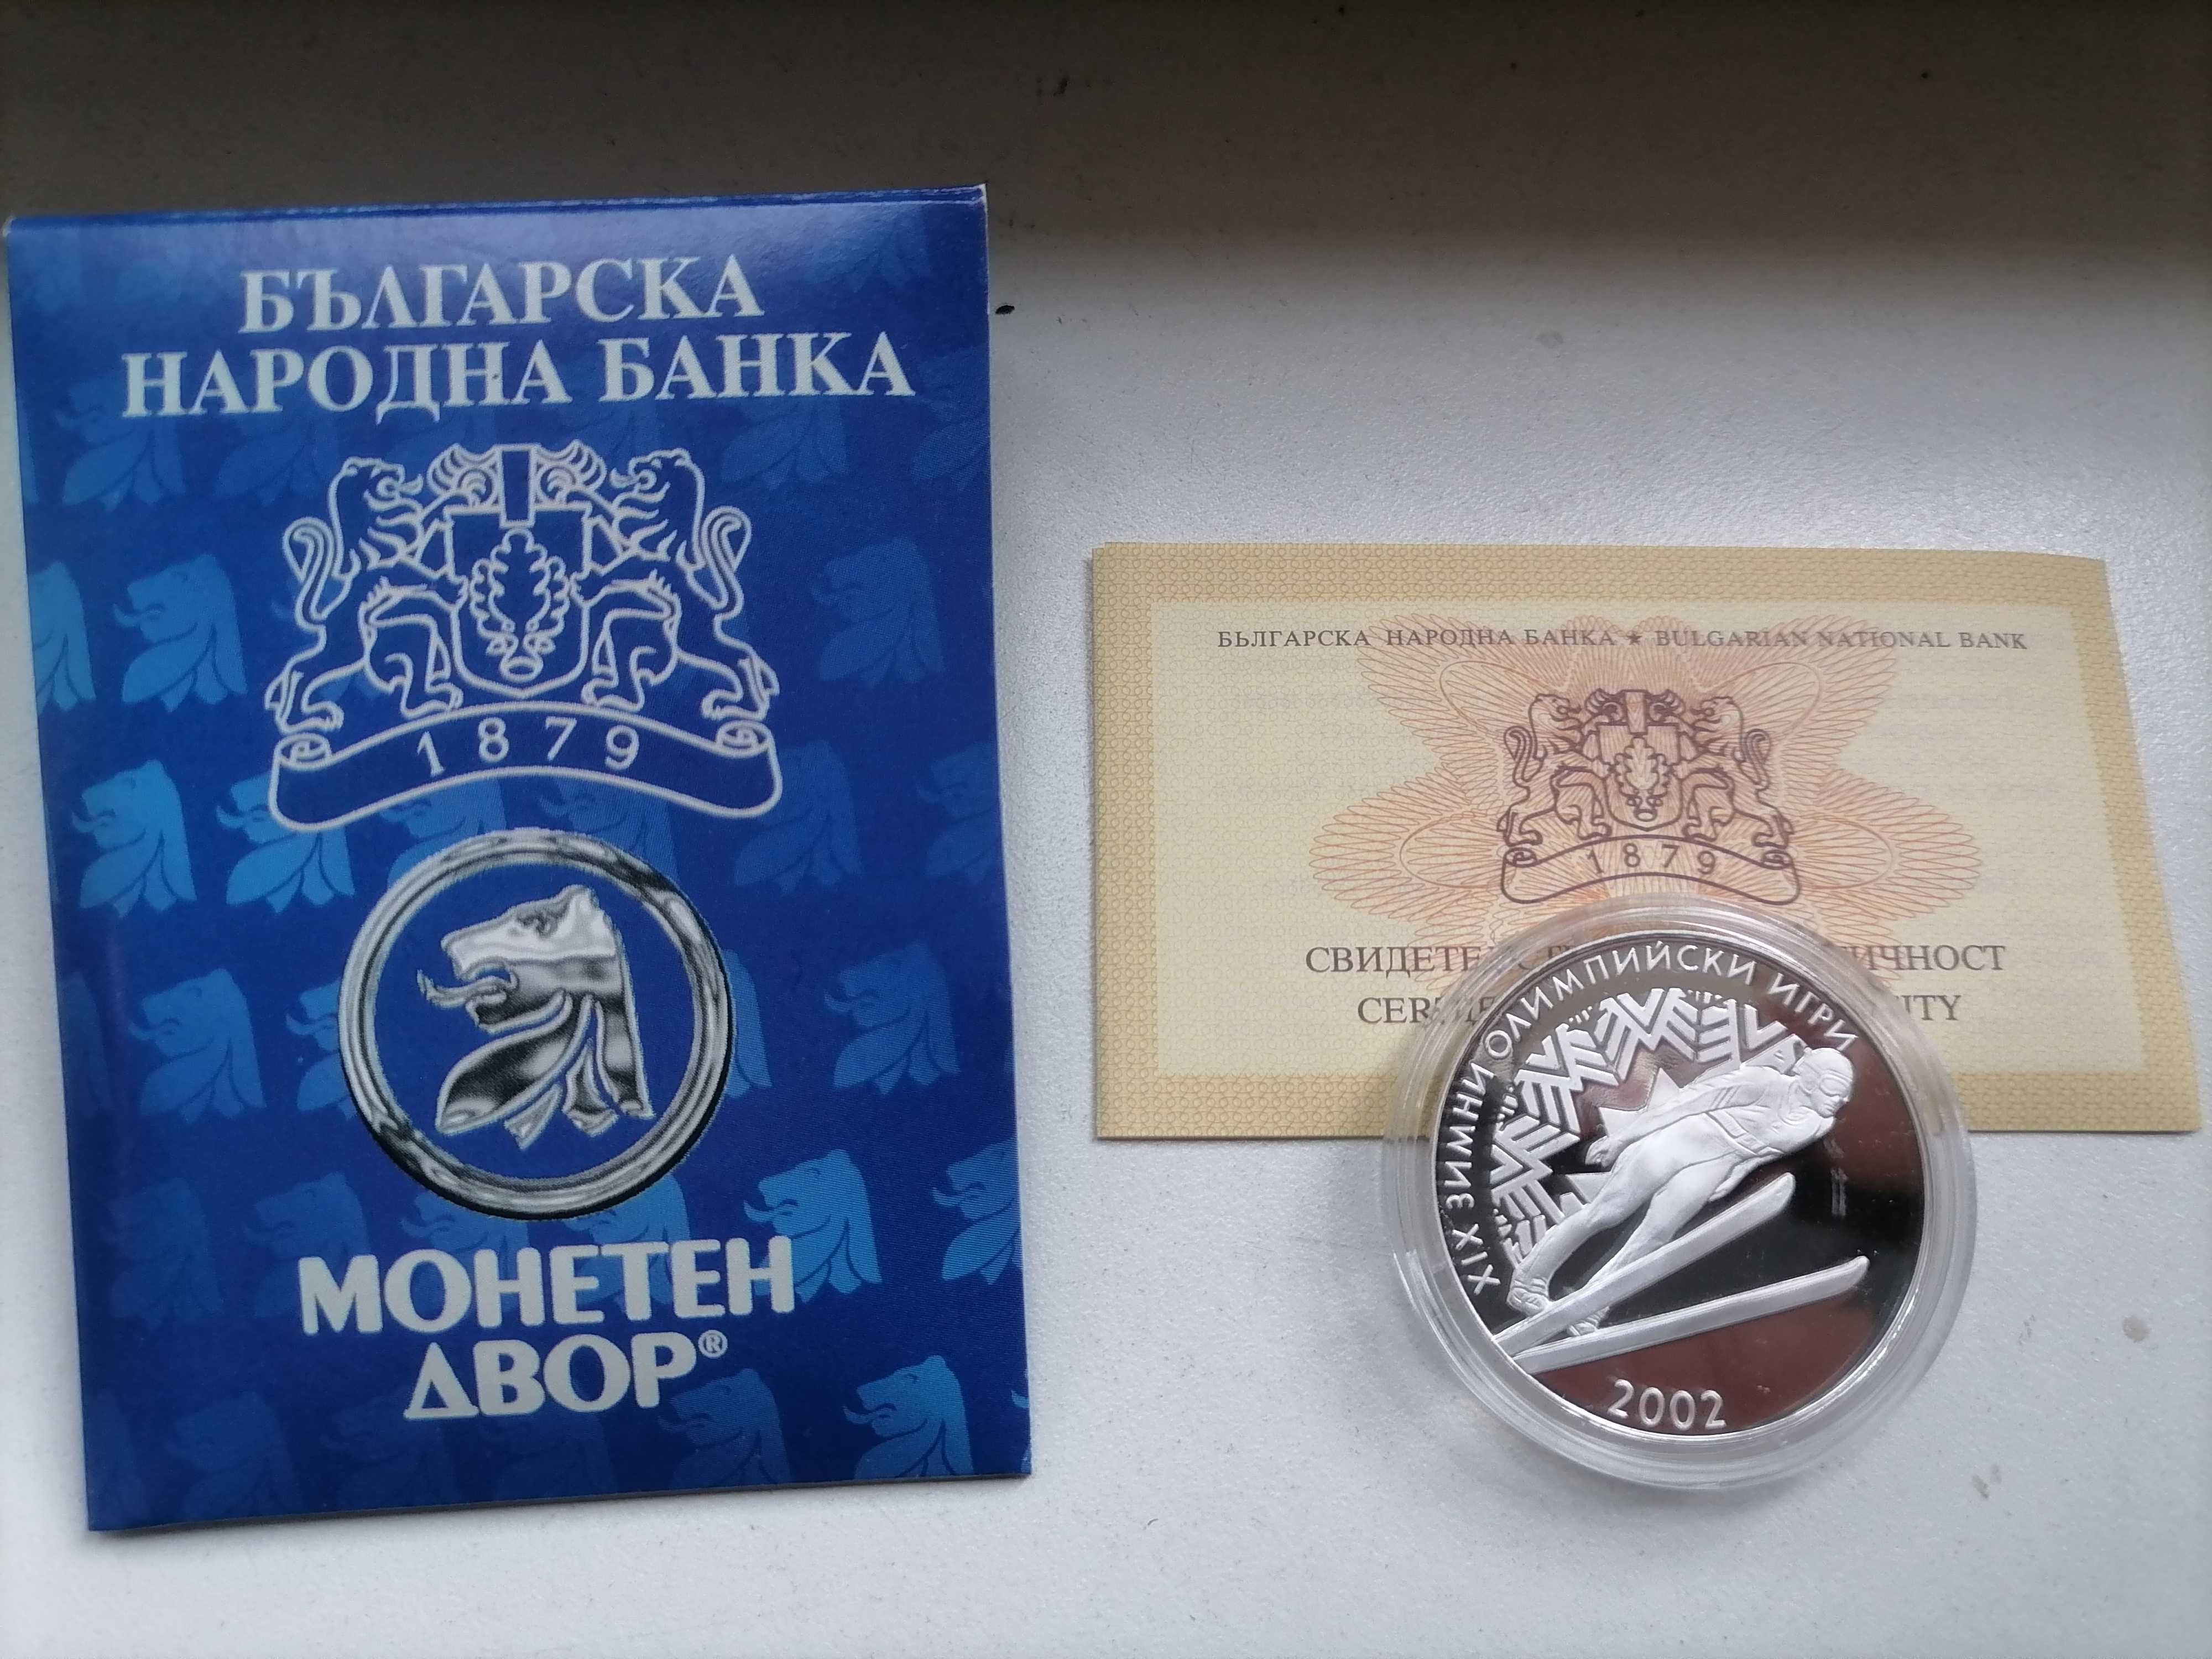 БЪЛГАРСКА
НАРОДНА БАНКА
1879
МОНЕТЕН
ДВОР®
БЪЛГАРСКА НАРОДНА БАНКА ★ BULGARIAN NATIONAL BANK
1879
XIX ЗИМНИ ОЛИМПИЙСКИ ИГРИ
2002